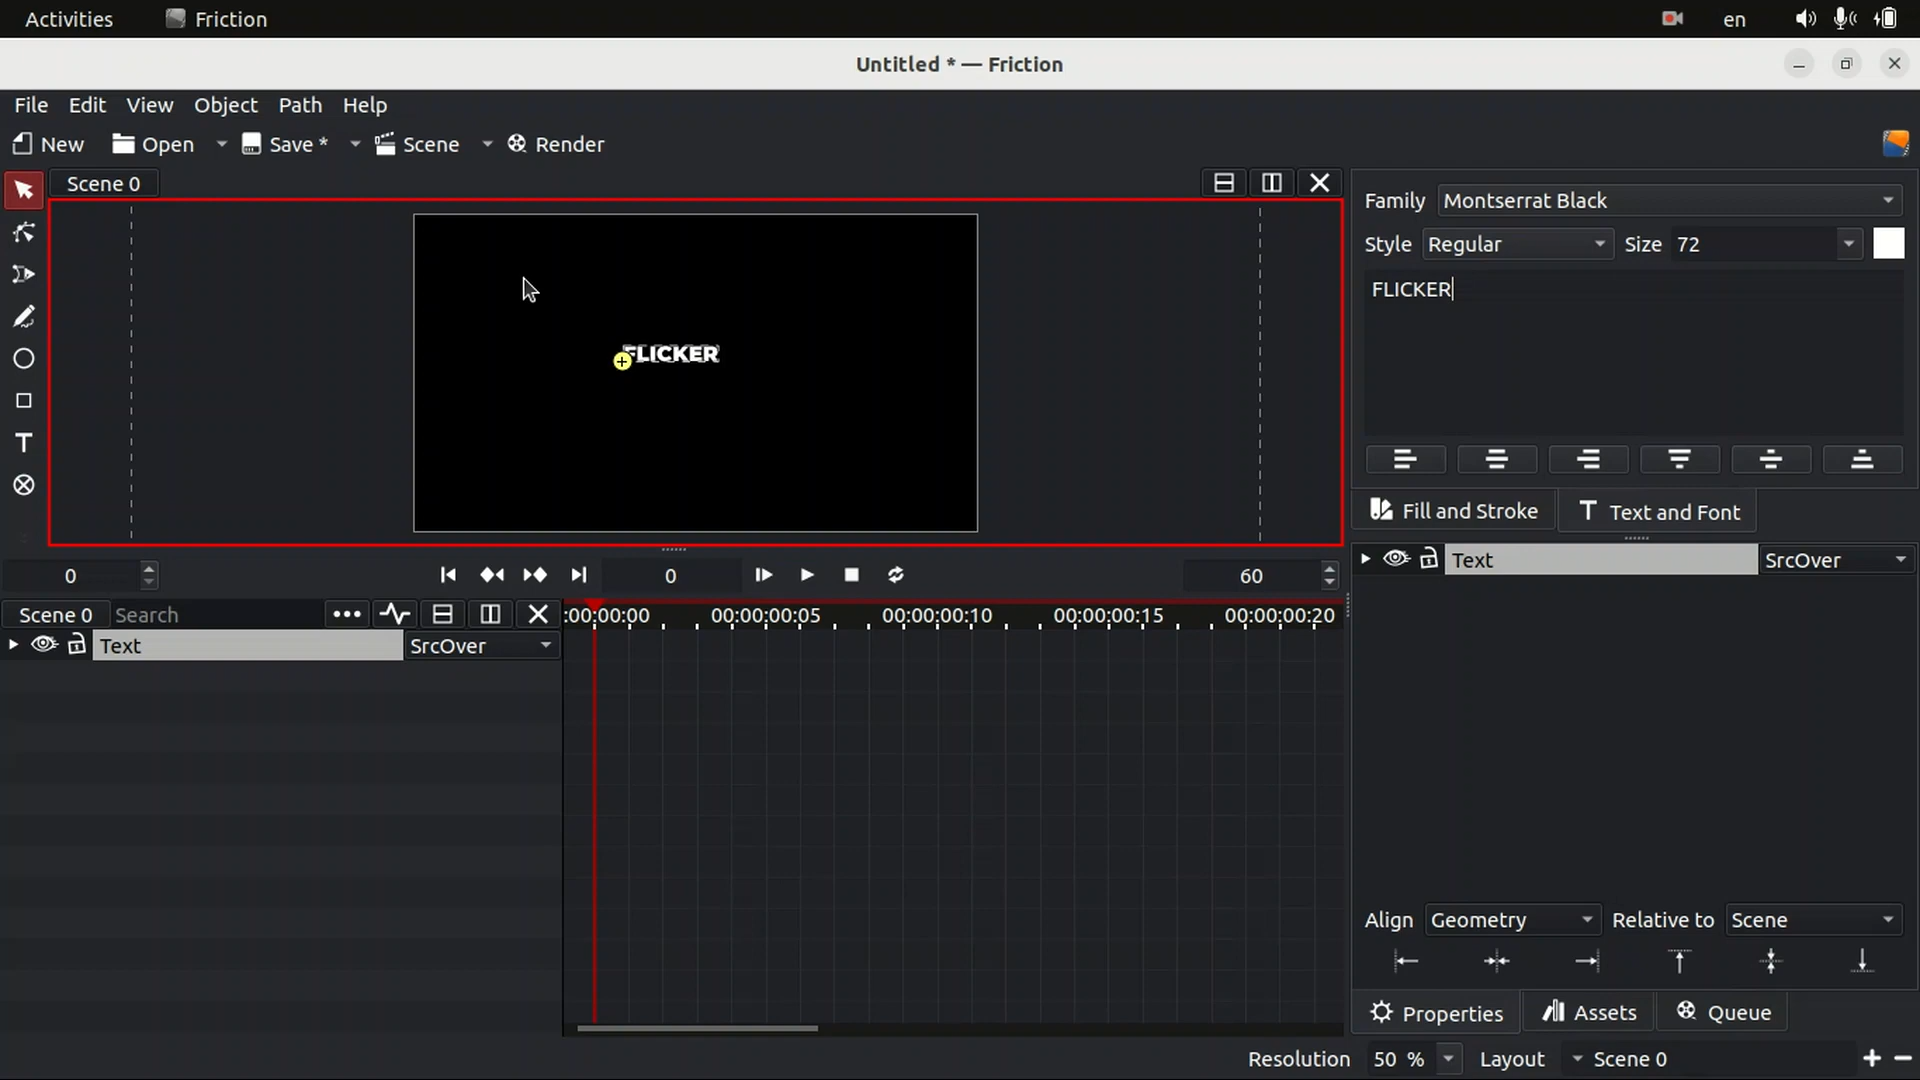 Activities Friction en
Untitled * — Friction
File Edit View Object Path Help
New Open Save * Scene Render
Scene 0
Family Montserrat Black
Style Regular Size 72
FLICKER
FLICKER
Fill and Stroke T Text and Font
0 0 60
Text SrcOver
Scene 0 Search :00:00:00 00:00:00:05 00:00:00:10 00:00:00:15 00:00:00:20
Text SrcOver
Align Geometry Relative to Scene
Properties Assets Queue
Resolution 50 % Layout Scene 0